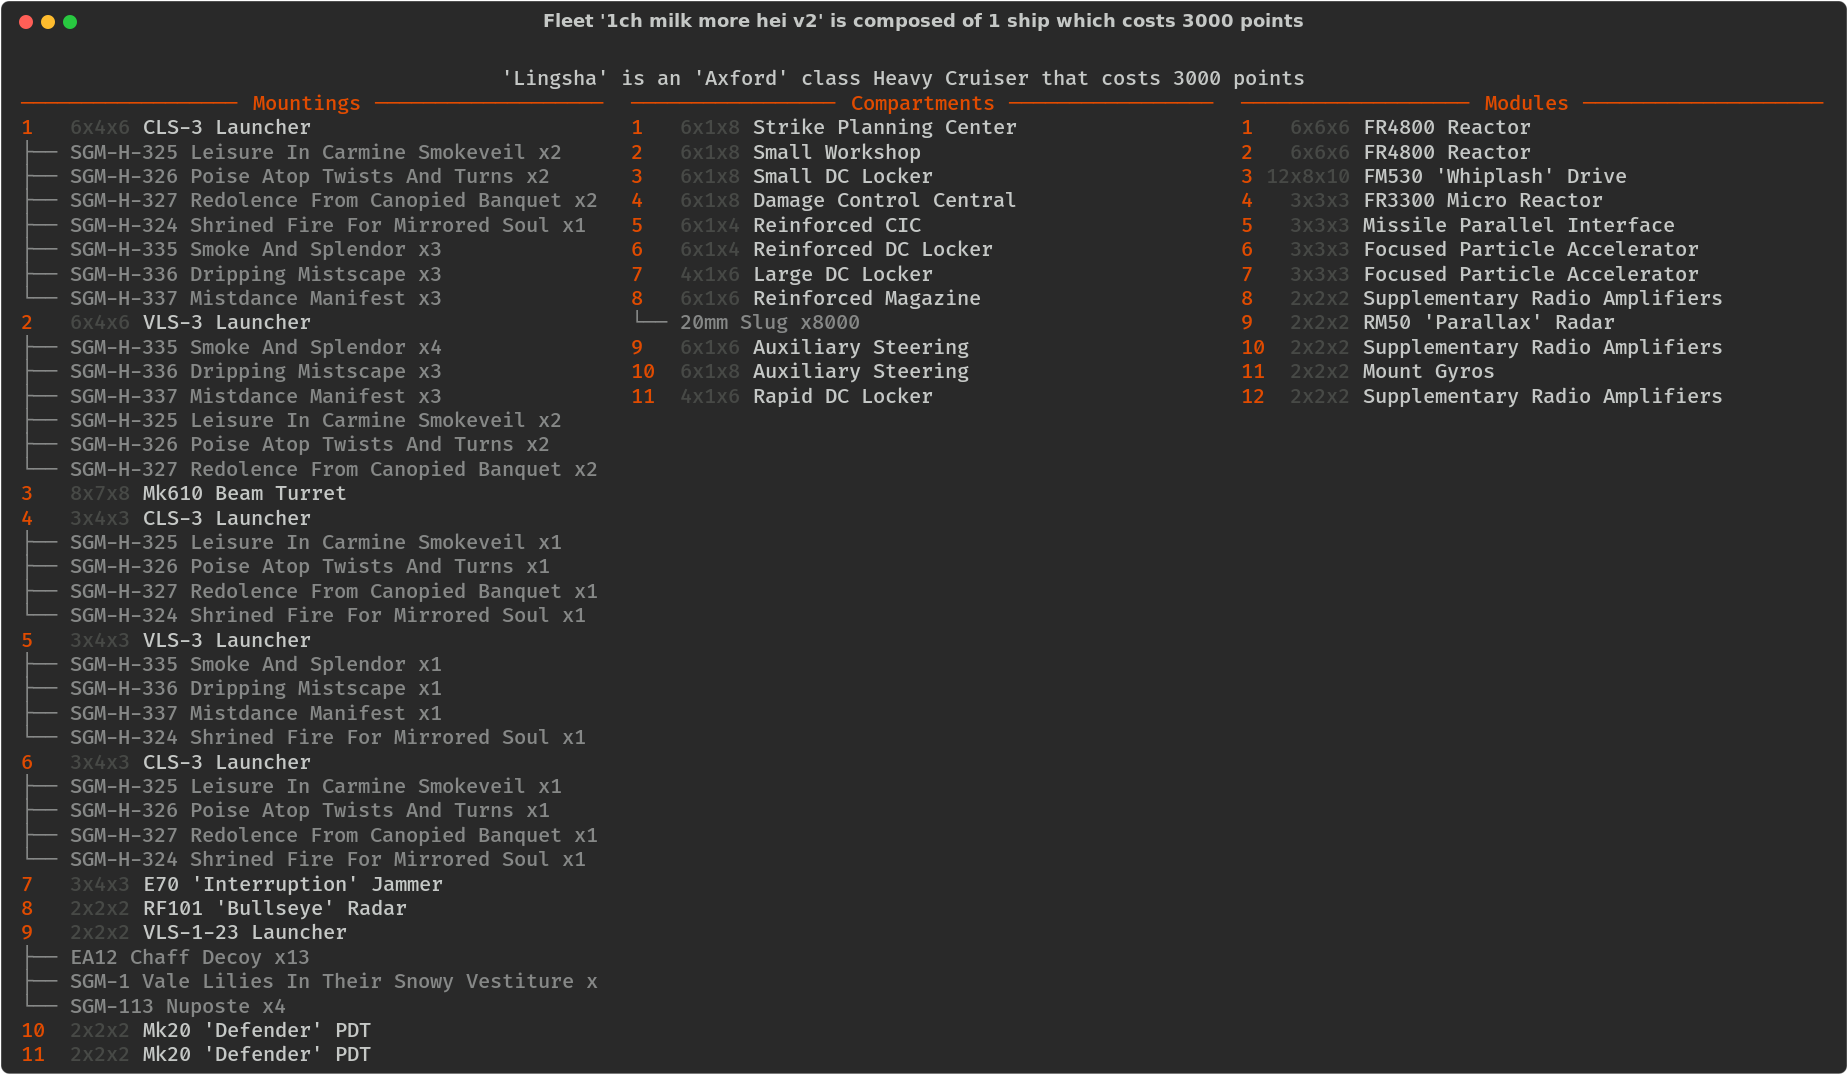 Fleet '1ch milk more hei v2' is composed of 1 ship which costs 3000 points
'Lingsha' is an 'Axford' class Heavy Cruiser that costs 3000 points
Mountings
1 6x4x6 CLS-3 Launcher
SGM-H-325 Leisure In Carmine Smokeveil x2
SGM-H-326 Poise Atop Twists And Turns x2
SGM-H-327 Redolence From Canopied Banquet x2
SGM-H-324 Shrined Fire For Mirrored Soul x1
SGM-H-335 Smoke And Splendor x3
SGM-H-336 Dripping Mistscape x3
SGM-H-337 Mistdance Manifest x3
2 6x4x6 VLS-3 Launcher
SGM-H-335 Smoke And Splendor x4
SGM-H-336 Dripping Mistscape x3
SGM-H-337 Mistdance Manifest x3
SGM-H-325 Leisure In Carmine Smokeveil x2
SGM-H-326 Poise Atop Twists And Turns x2
SGM-H-327 Redolence From Canopied Banquet x2
3 8x7x8 Mk610 Beam Turret
4 3x4x3 CLS-3 Launcher
SGM-H-325 Leisure In Carmine Smokeveil x1
SGM-H-326 Poise Atop Twists And Turns x1
SGM-H-327 Redolence From Canopied Banquet x1
SGM-H-324 Shrined Fire For Mirrored Soul x1
5 3x4x3 VLS-3 Launcher
SGM-H-335 Smoke And Splendor x1
SGM-H-336 Dripping Mistscape x1
SGM-H-337 Mistdance Manifest x1
SGM-H-324 Shrined Fire For Mirrored Soul x1
6 3x4x3 CLS-3 Launcher
SGM-H-325 Leisure In Carmine Smokeveil x1
SGM-H-326 Poise Atop Twists And Turns x1
SGM-H-327 Redolence From Canopied Banquet x1
SGM-H-324 Shrined Fire For Mirrored Soul x1
7 3x4x3 E70 'Interruption' Jammer
8 2x2x2 RF101 'Bullseye' Radar
9 2x2x2 VLS-1-23 Launcher
EA12 Chaff Decoy x13
SGM-1 Vale Lilies In Their Snowy Vestiture x
SGM-113 Nuposte x4
10 2x2x2 Mk20 'Defender' PDT
11 2x2x2 Mk20 'Defender' PDT
Compartments
1 6x1x8 Strike Planning Center
2 6x1x8 Small Workshop
3 6x1x8 Small DC Locker
4 6x1x8 Damage Control Central
5 6x1x4 Reinforced CIC
6 6x1x4 Reinforced DC Locker
7 4x1x6 Large DC Locker
8 6x1x6 Reinforced Magazine
20mm Slug x8000
9 6x1x6 Auxiliary Steering
10 6x1x8 Auxiliary Steering
11 4x1x6 Rapid DC Locker
Modules
1 6x6x6 FR4800 Reactor
2 6x6x6 FR4800 Reactor
3 12x8x10 FM530 'Whiplash' Drive
4 3x3x3 FR3300 Micro Reactor
5 3x3x3 Missile Parallel Interface
6 3x3x3 Focused Particle Accelerator
7 3x3x3 Focused Particle Accelerator
8 2x2x2 Supplementary Radio Amplifiers
9 2x2x2 RM50 'Parallax' Radar
10 2x2x2 Supplementary Radio Amplifiers
11 2x2x2 Mount Gyros
12 2x2x2 Supplementary Radio Amplifiers